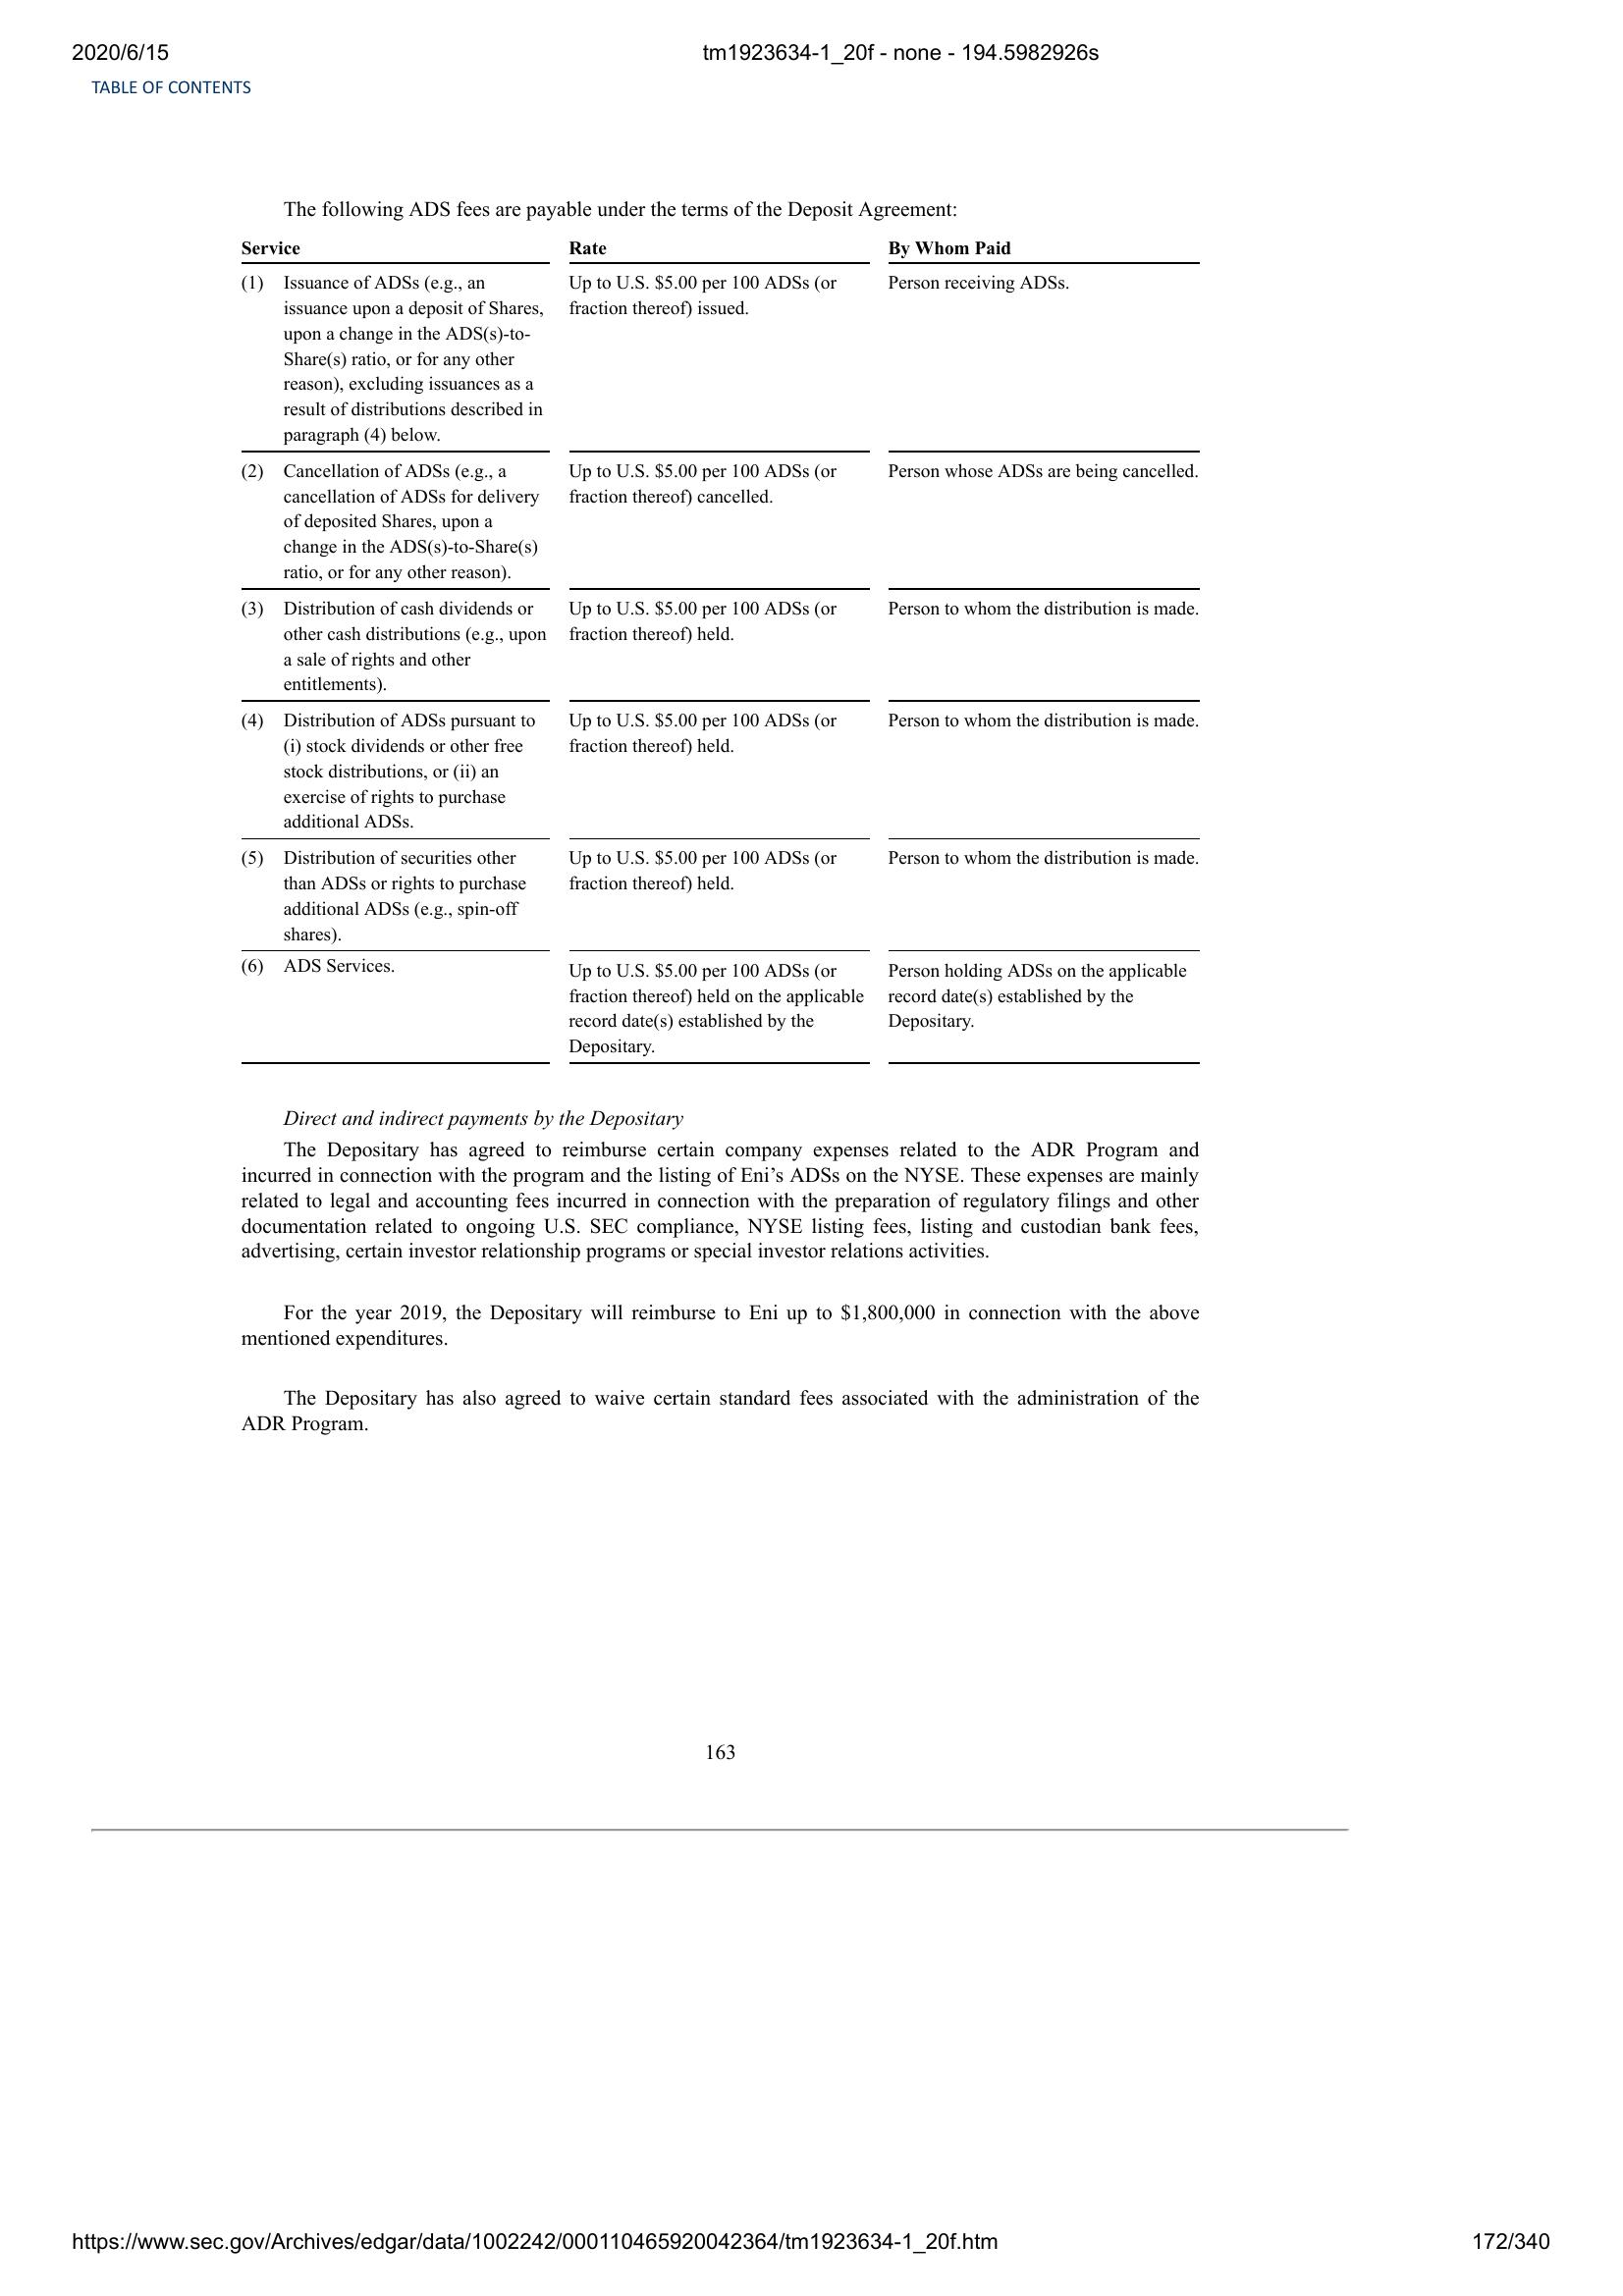 2020/6/15
tm1923634-1_20f - none - 194.5982926s
TABLE OF CONTENTS
The following ADS fees are payable under the terms of the Deposit Agreement:
Service Rate By Whom Paid
(1) Issuance of ADSs (e.g., an Up to U.S. $5.00 per 100 ADSs (or Person receiving ADSs.
issuance upon a deposit of Shares, fraction thereof) issued.
upon a change in the ADS(s)-to-
Share(s) ratio, or for any other
reason), excluding issuances as a
result of distributions described in
paragraph (4) below.
(2) Cancellation of ADSs (e.g., a Up to U.S. $5.00 per 100 ADSs (or Person whose ADSs are being cancelled.
cancellation of ADSs for delivery fraction thereof) cancelled.
of deposited Shares, upon a
change in the ADS(s)-to-Share(s)
ratio, or for any other reason).
(3) Distribution of cash dividends or Up to U.S. $5.00 per 100 ADSs (or Person to whom the distribution is made.
other cash distributions (e.g., upon fraction thereof) held.
a sale of rights and other
entitlements).
(4) Distribution of ADSs pursuant to Up to U.S. $5.00 per 100 ADSs (or Person to whom the distribution is made.
(i) stock dividends or other free fraction thereof) held.
stock distributions, or (ii) an
exercise of rights to purchase
additional ADSs.
(5) Distribution of securities other Up to U.S. $5.00 per 100 ADSs (or Person to whom the distribution is made.
than ADSs or rights to purchase fraction thereof) held.
additional ADSs (e.g., spin-off
shares).
(6) ADS Services. Up to U.S. $5.00 per 100 ADSs (or Person holding ADSs on the applicable
fraction thereof) held on the applicable record date(s) established by the
record date(s) established by the Depositary.
Depositary.
Direct and indirect payments by the Depositary
The Depositary has agreed to reimburse certain company expenses related to the ADR Program and
incurred in connection with the program and the listing of Eni’s ADSs on the NYSE. These expenses are mainly
related to legal and accounting fees incurred in connection with the preparation of regulatory filings and other
documentation related to ongoing U.S. SEC compliance, NYSE listing fees, listing and custodian bank fees,
advertising, certain investor relationship programs or special investor relations activities.
For the year 2019, the Depositary will reimburse to Eni up to $1,800,000 in connection with the above
mentioned expenditures.
The Depositary has also agreed to waive certain standard fees associated with the administration of the
ADR Program.
163
https://www.sec.gov/Archives/edgar/data/1002242/000110465920042364/tm1923634-1_20f.htm
172/340